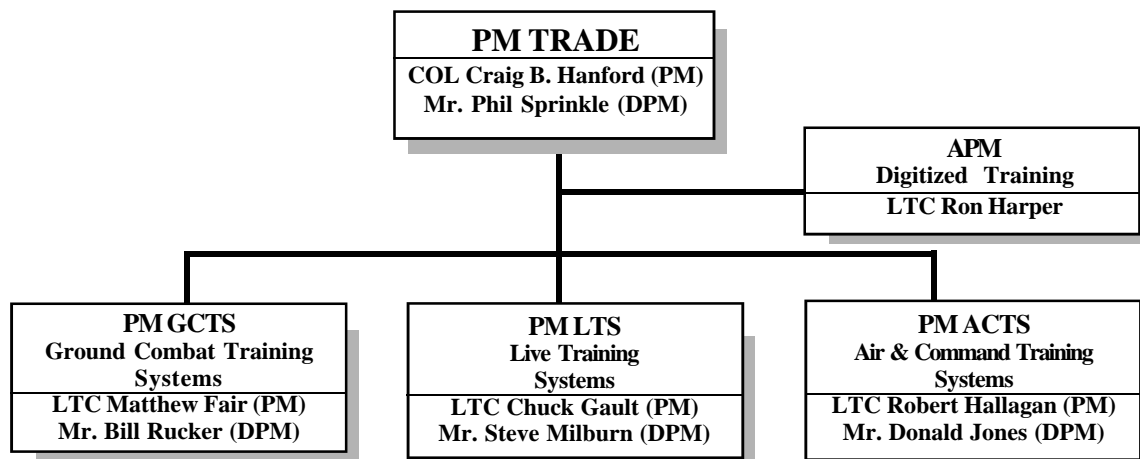 PM TRADE
COL Craig B. Hanford (PM)
Mr. Phil Sprinkle (DPM)
APM
Digitized Training
LTC Ron Harper
PM GCTS
Ground Combat Training
Systems
LTC Matthew Fair (PM)
Mr. Bill Rucker (DPM)
PM LTS
Live Training
Systems
LTC Chuck Gault (PM)
Mr. Steve Milburn (DPM)
PM ACTS
Air & Command Training
Systems
LTC Robert Hallagan (PM)
Mr. Donald Jones (DPM)